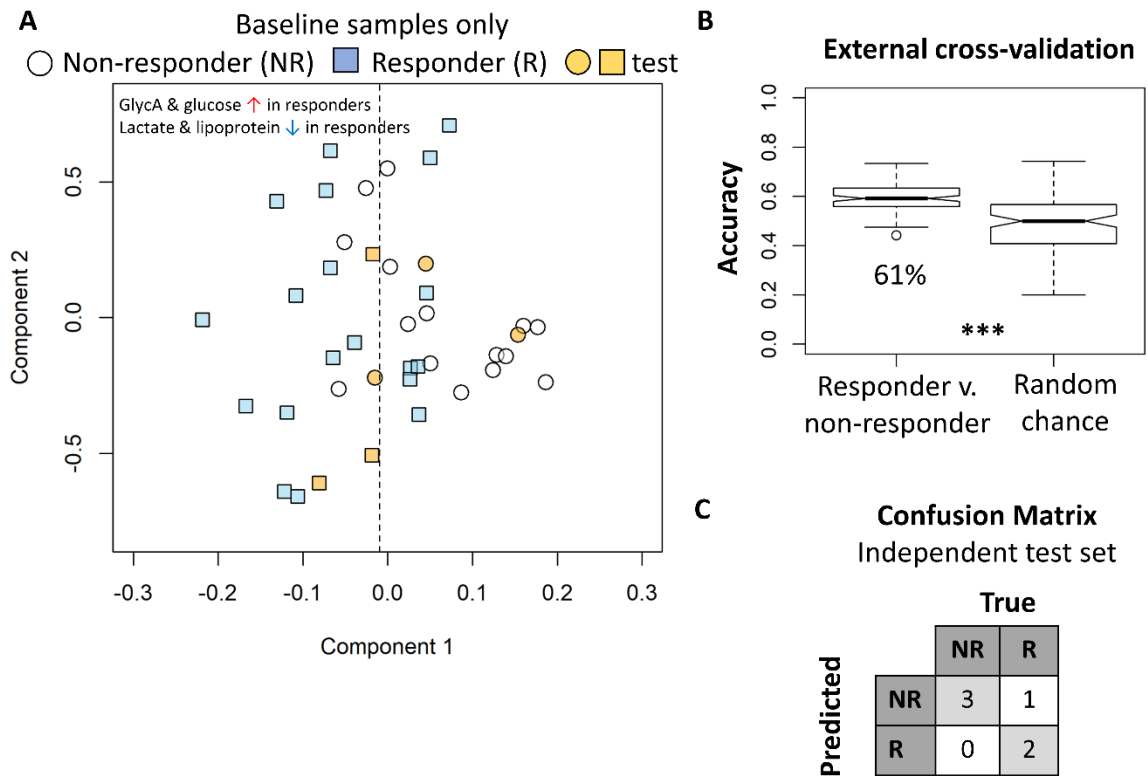 A
Baseline samples only
Non-responder (NR) Responder (R) test
GlycA & glucose ↑ in responders
Lactate & lipoprotein ↓ in responders
Component 2
0.5
0.0
-0.5
-0.3 -0.2 -0.1 0.0 0.1 0.2 0.3
Component 1
B
External cross-validation
Accuracy
1.0
0.8
0.6
0.4
0.2
0.0
61%
***
Responder v.
non-responder
Random
chance
C
Confusion Matrix
Independent test set
True
NR R
Predicted
NR 3 1
R 0 2